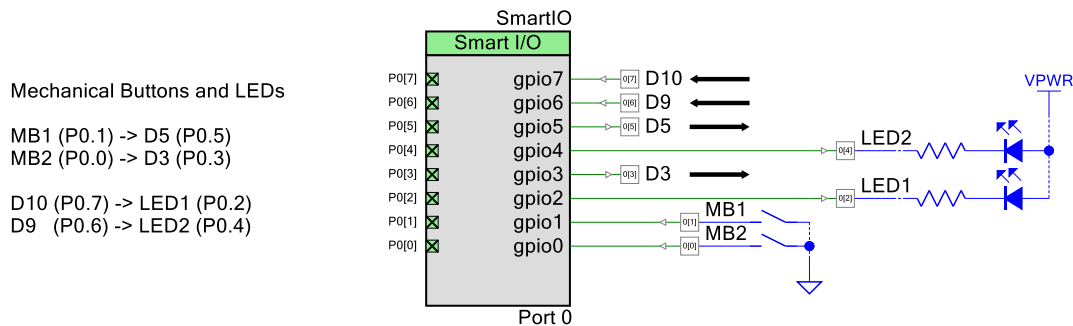 SmartIO
Smart I/O
Mechanical Buttons and LEDs
MB1 (P0.1) -> D5 (P0.5)
MB2 (P0.0) -> D3 (P0.3)
D10 (P0.7) -> LED1 (P0.2)
D9 (P0.6) -> LED2 (P0.4)
P0[7] gpio7 0[7] D10
P0[6] gpio6 0[6] D9
P0[5] gpio5 0[5] D5
P0[4] gpio4 0[4] LED2
P0[3] gpio3 0[3] D3
P0[2] gpio2 0[2] LED1
P0[1] gpio1 0[1] MB1
P0[0] gpio0 0[0] MB2
VPWR
Port 0